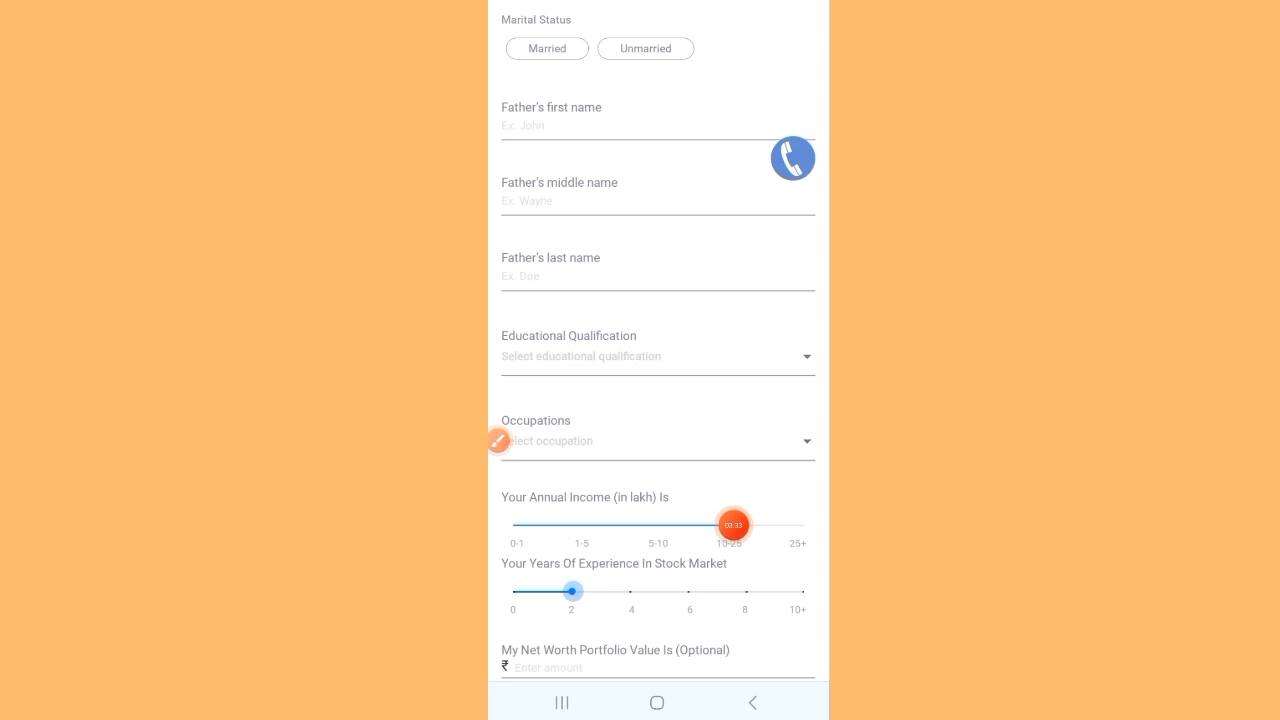 Marital Status
Married Unmarried
Father's first name
Ex. John
Father's middle name
Ex. Wayne
Father's last name
Ex. Doe
Educational Qualification
Select educational qualification
Occupations
elect occupation
Your Annual Income (in lakh) Is
03:33
0-1 1-5 5-10 10-25 25+
Your Years Of Experience In Stock Market
0 2 4 6 8 10+
My Net Worth Portfolio Value Is (Optional)
₹ Enter amount